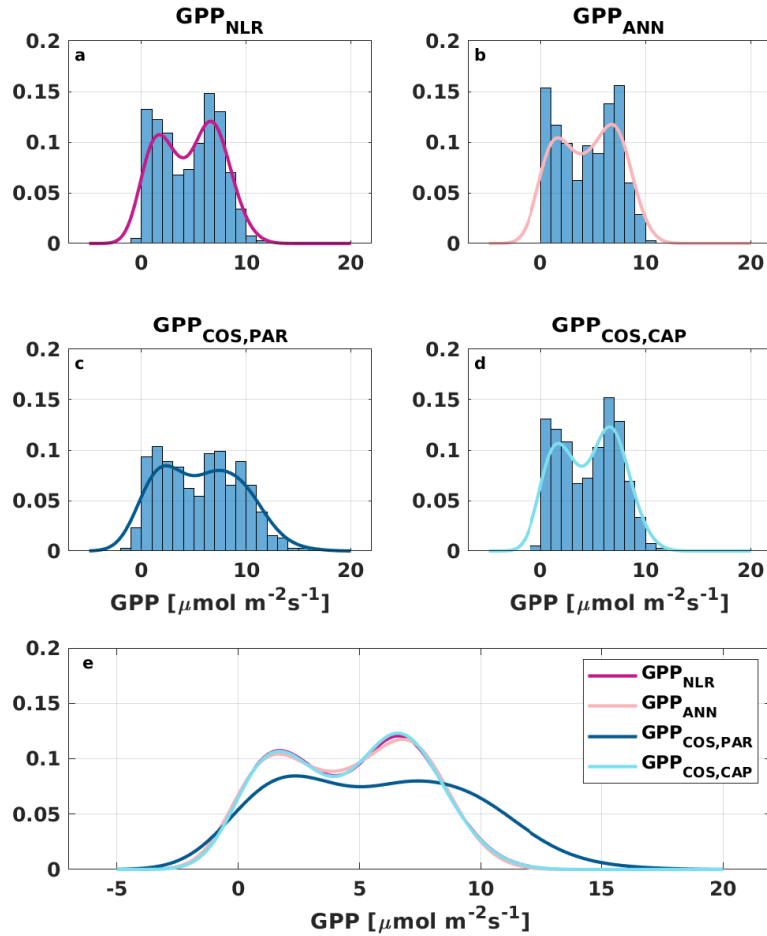 GPP_NLR
a
0.2
0.15
0.1
0.05
0
0 10 20
GPP_ANN
b
0.2
0.15
0.1
0.05
0
0 10 20
GPP_COS,PAR
c
0.2
0.15
0.1
0.05
0
0 10 20
GPP [μmol m⁻²s⁻¹]
GPP_COS,CAP
d
0.2
0.15
0.1
0.05
0
0 10 20
GPP [μmol m⁻²s⁻¹]
e
0.2
0.15
0.1
0.05
0
-5 0 5 10 15 20
GPP [μmol m⁻²s⁻¹]
GPP_NLR
GPP_ANN
GPP_COS,PAR
GPP_COS,CAP